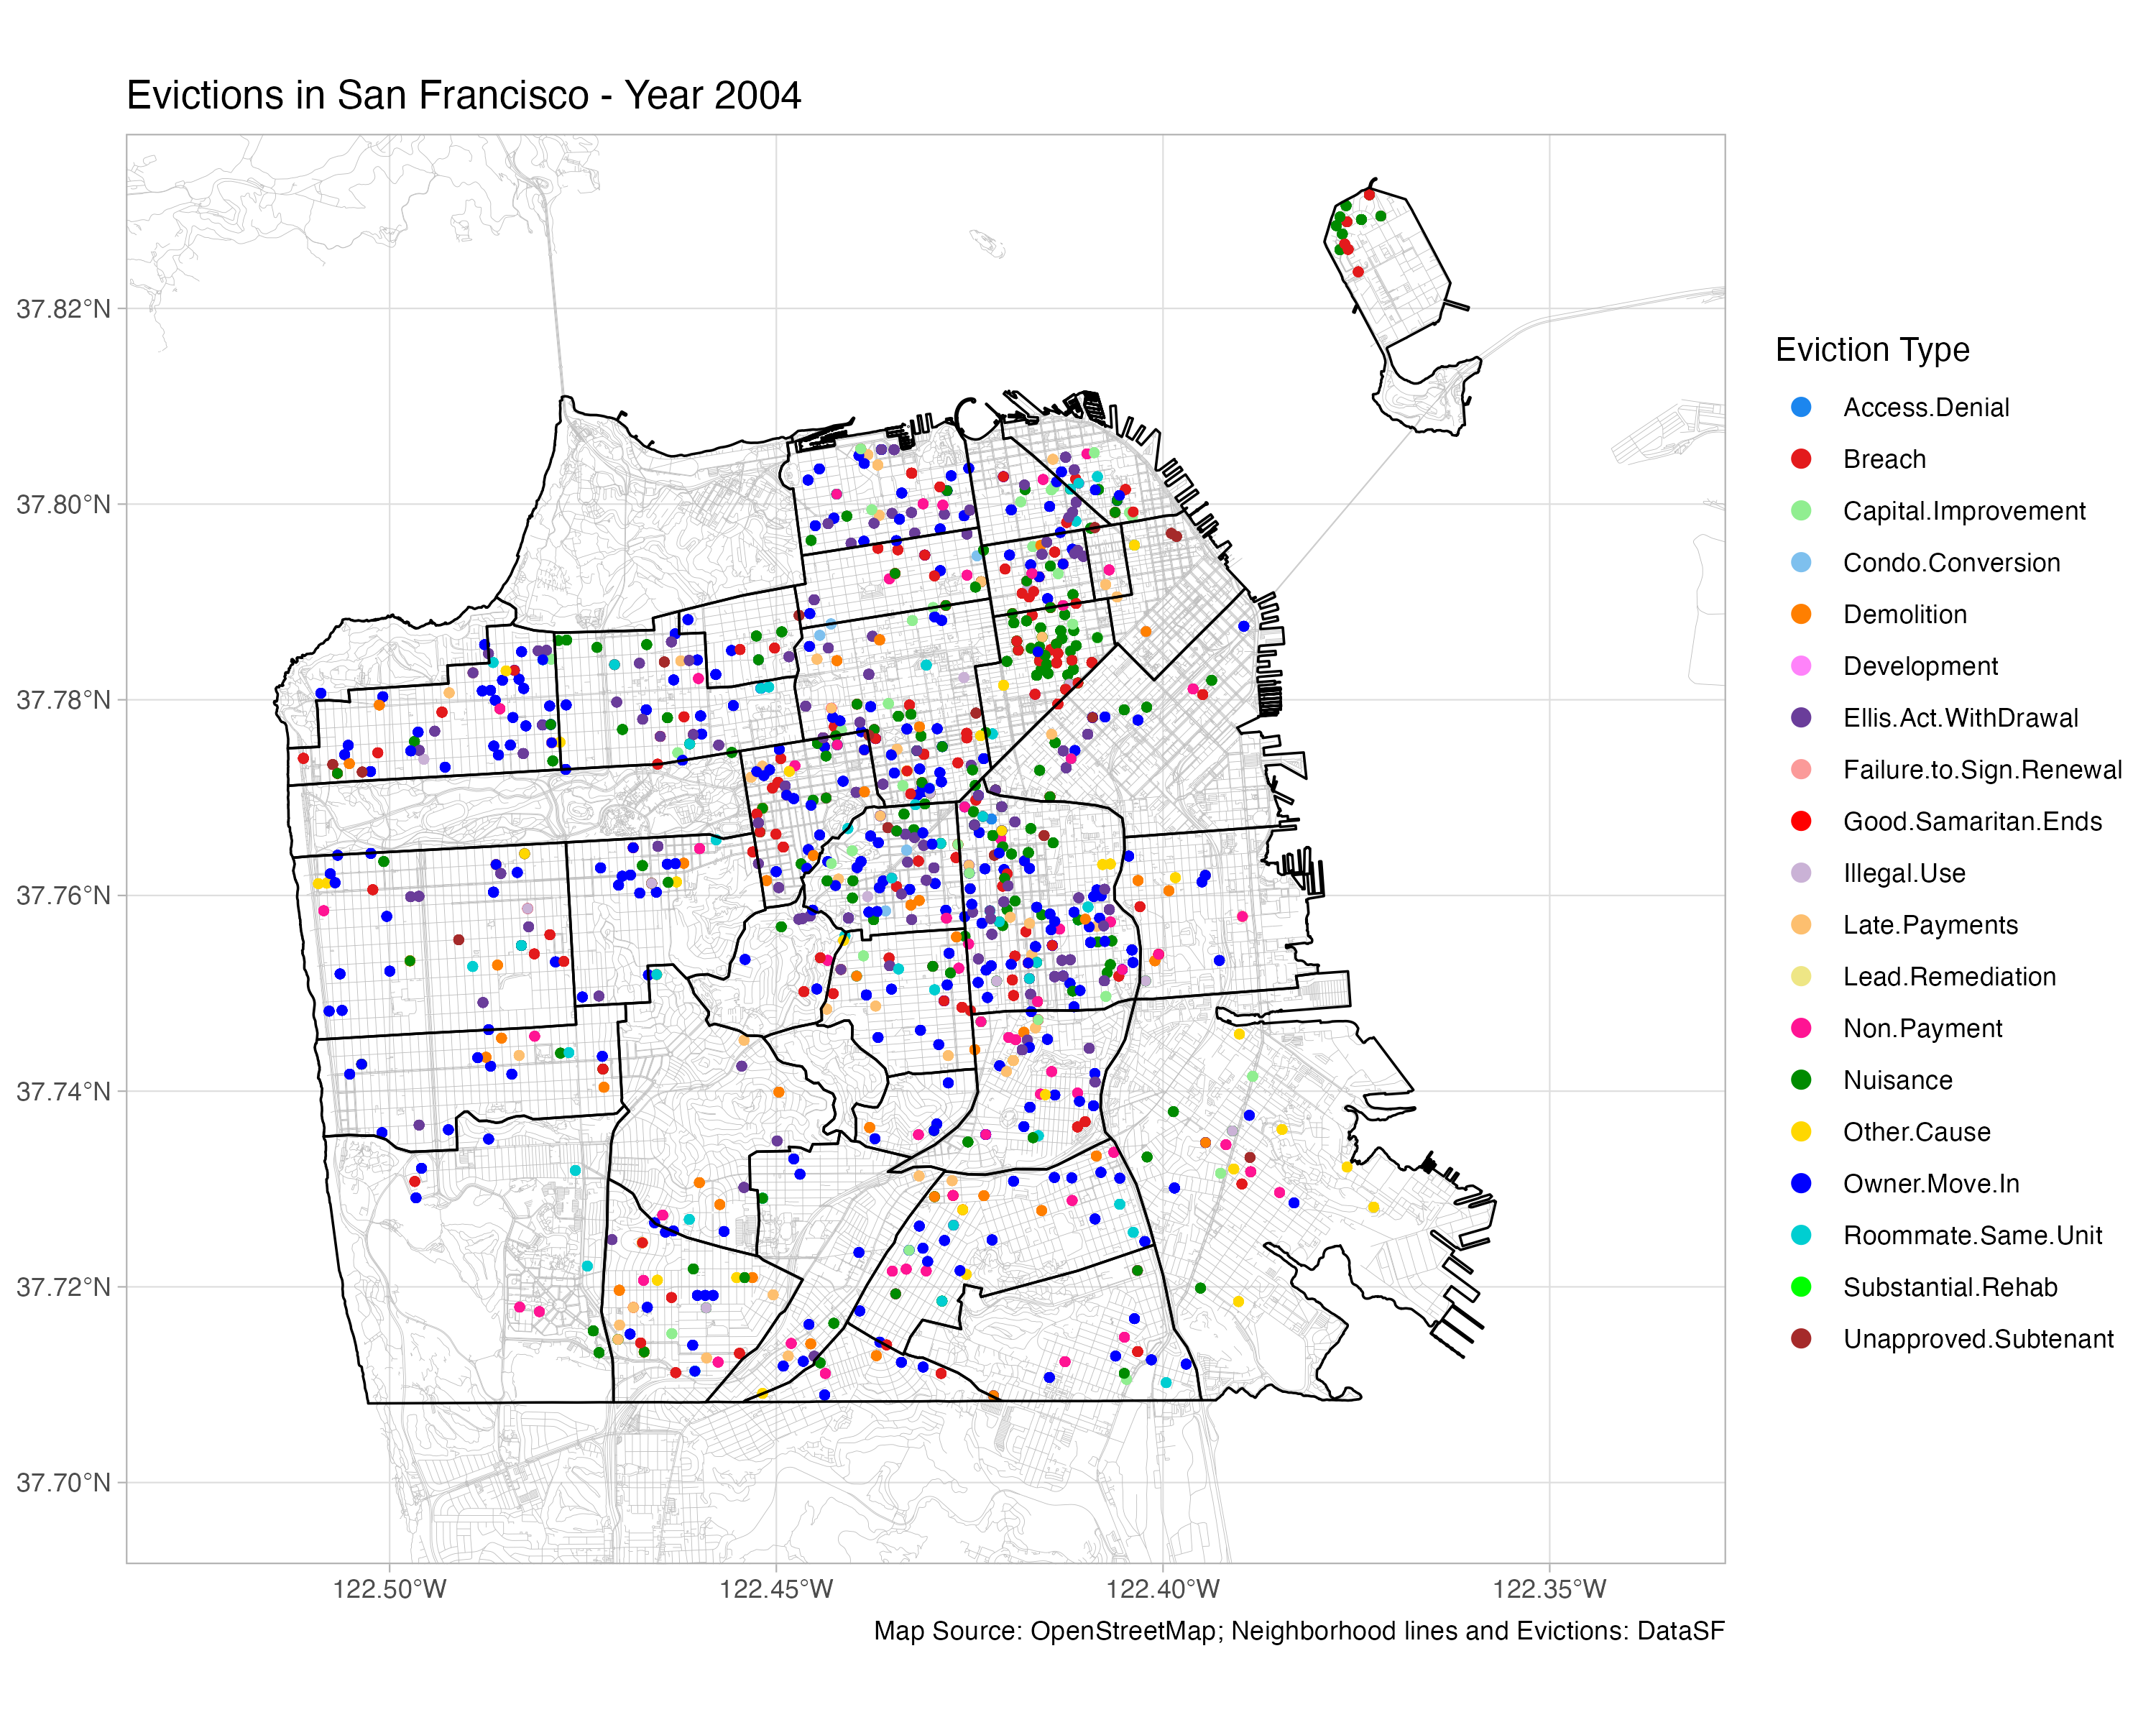 Evictions in San Francisco - Year 2004
37.82°N
37.80°N
37.78°N
37.76°N
37.74°N
37.72°N
37.70°N
122.50°W
122.45°W
122.40°W
122.35°W
Eviction Type
Access.Denial
Breach
Capital.Improvement
Condo.Conversion
Demolition
Development
Ellis.Act.WithDrawal
Failure.to.Sign.Renewal
Good.Samaritan.Ends
Illegal.Use
Late.Payments
Lead.Remediation
Non.Payment
Nuisance
Other.Cause
Owner.Move.In
Roommate.Same.Unit
Substantial.Rehab
Unapproved.Subtenant
Map Source: OpenStreetMap; Neighborhood lines and Evictions: DataSF